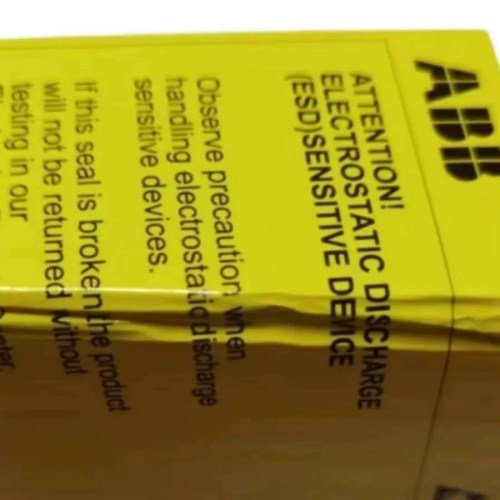 ABB
ATTENTION!
ELECTROSTATIC DISCHARGE
(ESD)SENSITIVE DEVICE
Observe precaution when
handling electrostatic discharge
sensitive devices.
If this seal is broken the product
will not be returned without
testing in our